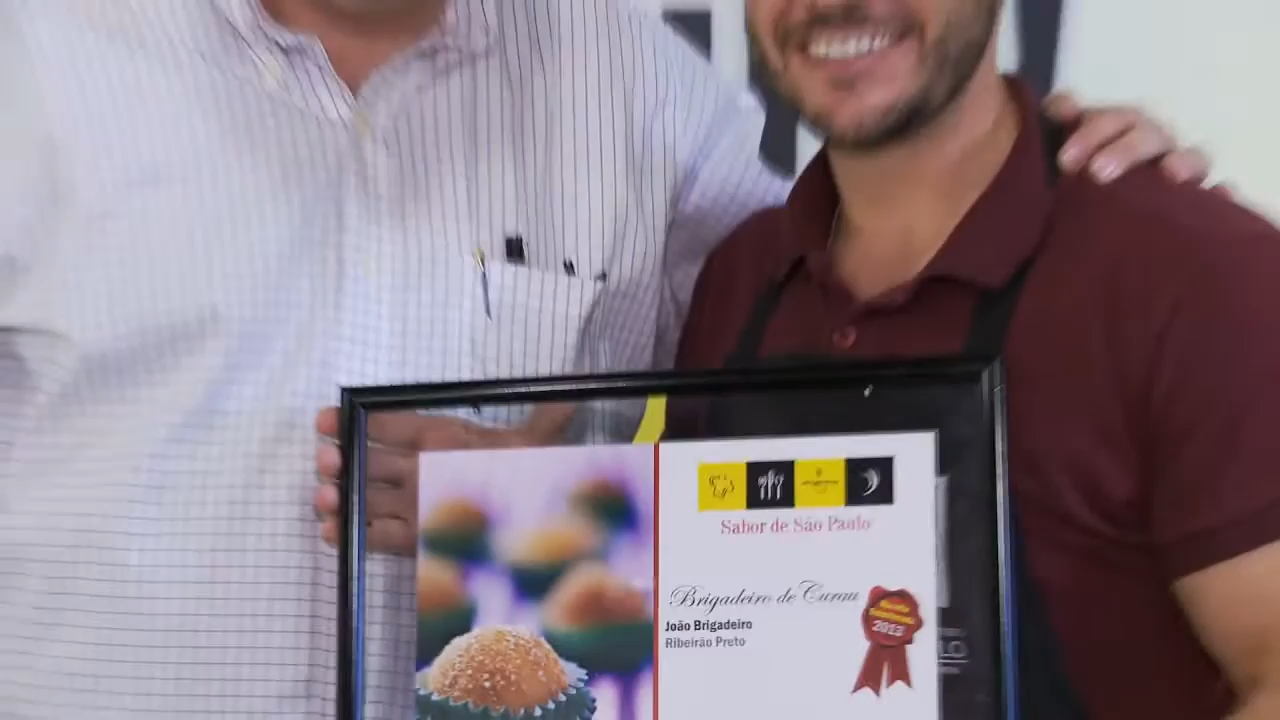 Sabor de São Paulo
Brigadeiro de Curau
João Brigadeiro
Ribeirão Preto
2013